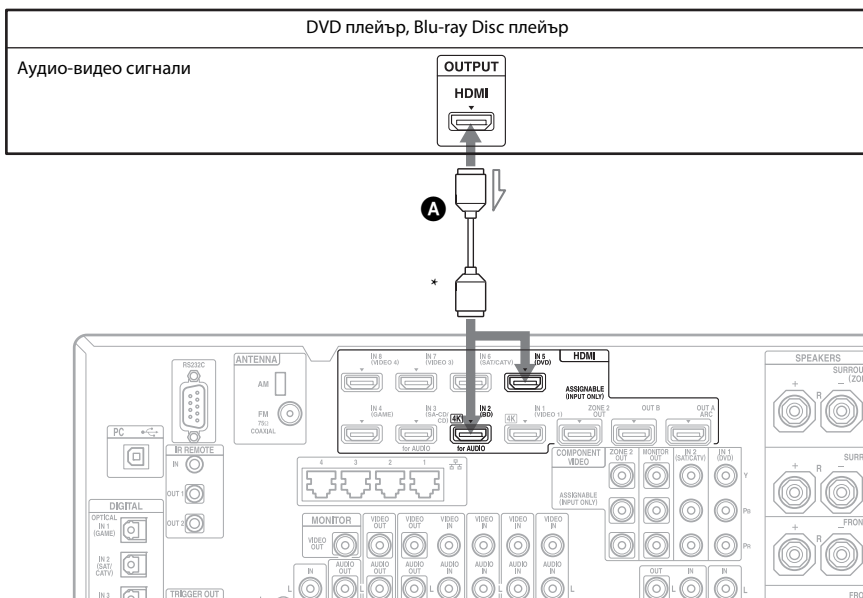 DVD плейър, Blu-ray Disc плейър
Аудио-видео сигнали
OUTPUT
HDMI
A
*
RS232C
ANTENNA
AM
FM
75Ω
COAXIAL
PC
IR REMOTE
IN
OUT 1
OUT 2
DIGITAL
OPTICAL
IN 1
(GAME)
IN 2
(SAT/
CATV)
IN 3
TRIGGER OUT
IN 8
(VIDEO 4)
IN 7
(VIDEO 3)
IN 6
(SAT/CATV)
IN 5
(DVD)
HDMI
ASSIGNABLE
(INPUT ONLY)
IN 4
(GAME)
IN 3
(SA-CD/
CD)
4K
IN 2
(BD)
4K
IN 1
(VIDEO 1)
ZONE 2
OUT
OUT B
OUT A
ARC
for AUDIO
for AUDIO
4 3 2 1
COMPONENT
VIDEO
ASSIGNABLE
(INPUT ONLY)
ZONE 2
OUT
MONITOR
OUT
IN 2
(SAT/CATV)
IN 1
(DVD)
Y
PB
PR
MONITOR
VIDEO
OUT
VIDEO
OUT
VIDEO
OUT
VIDEO
IN
VIDEO
IN
VIDEO
IN
VIDEO
IN
IN
AUDIO
OUT
AUDIO
OUT
AUDIO
IN
AUDIO
IN
AUDIO
IN
AUDIO
IN
L
L
L
OUT
IN
IN
L
L
SPEAKERS
SURROU
(ZO
+ −
R
SURR
+ −
R
FRON
+ −
R
FRO